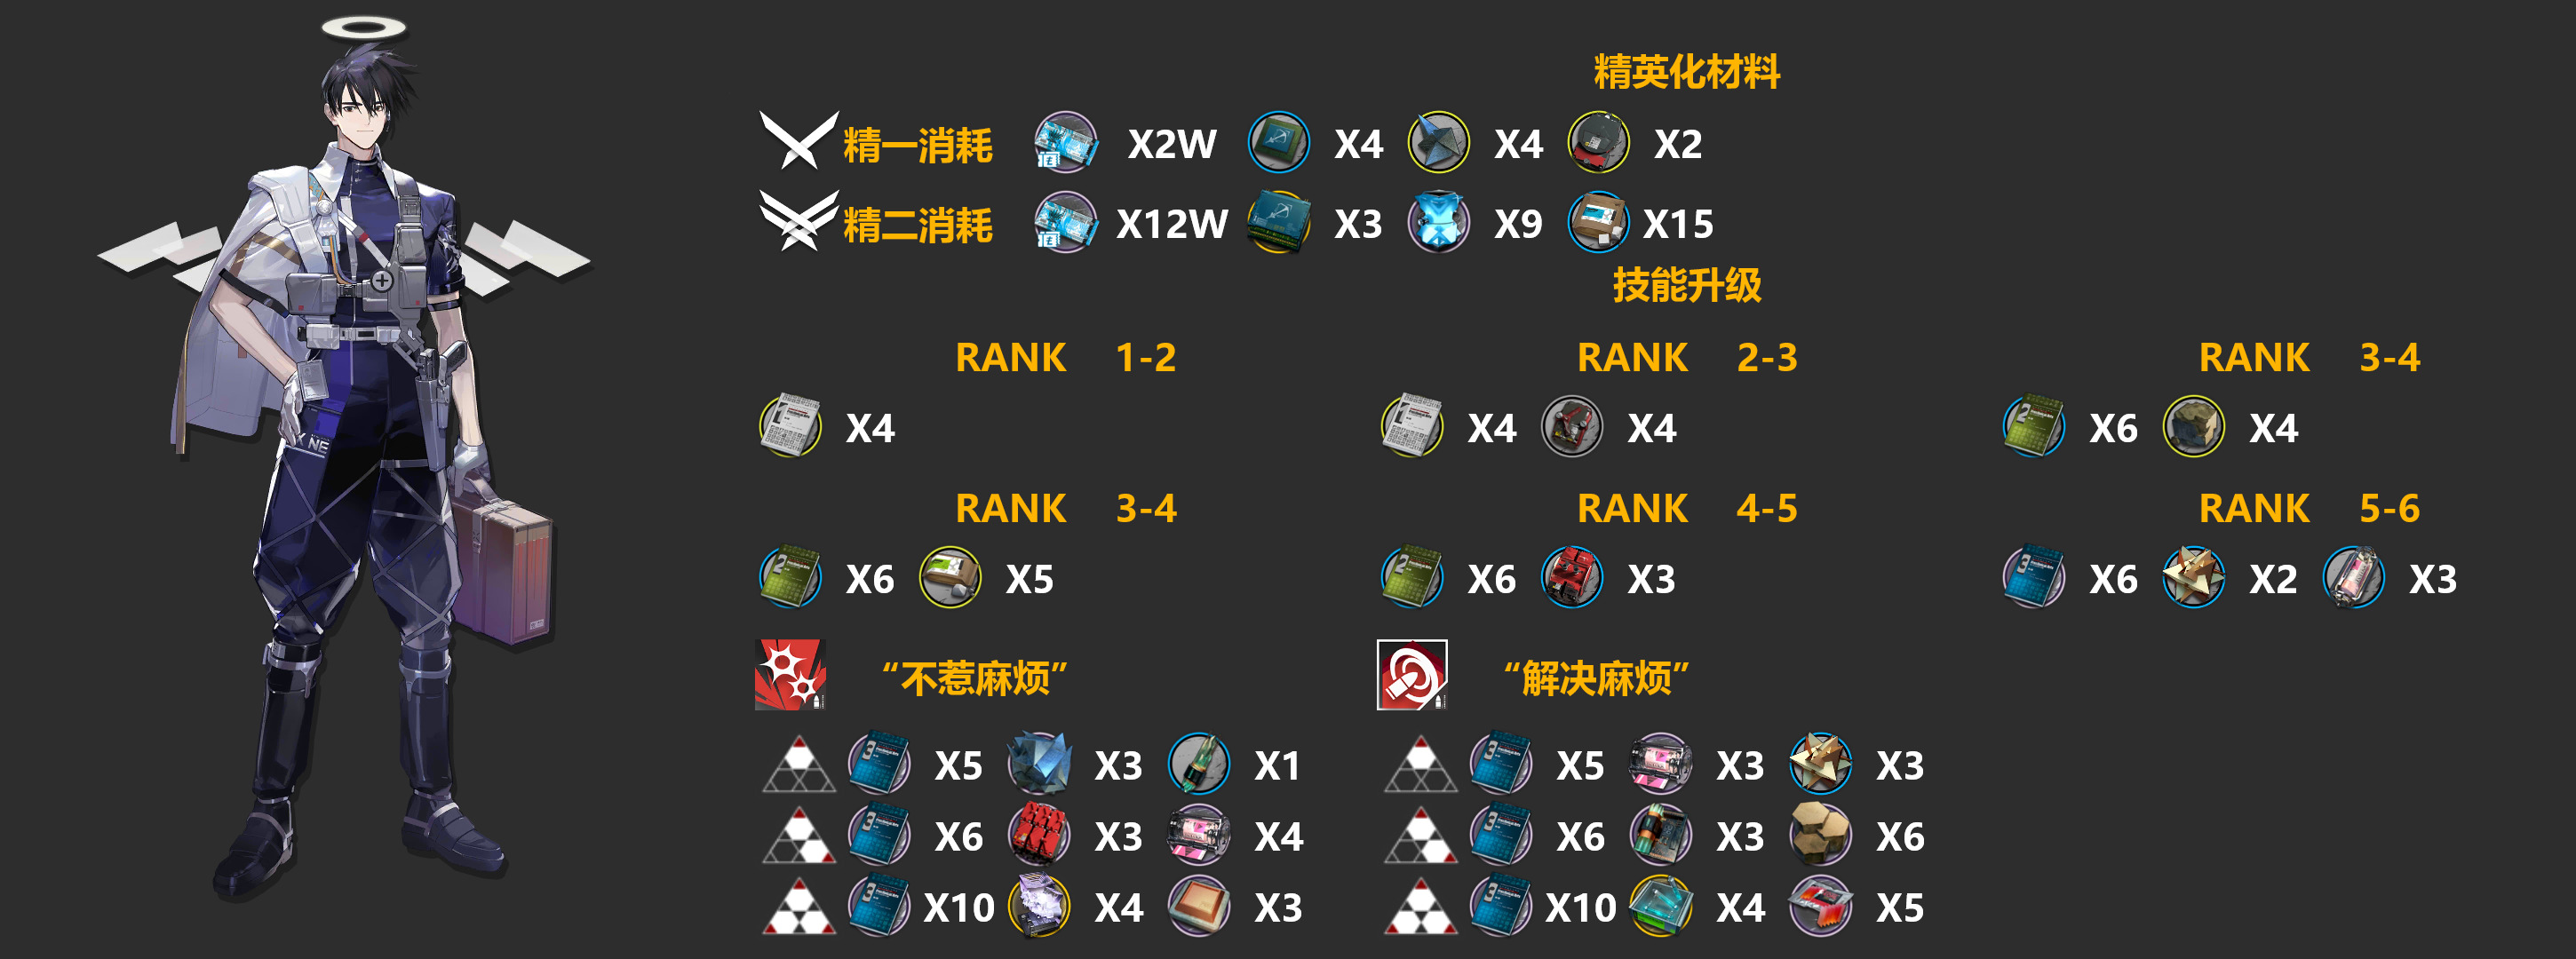 精英化材料
精一消耗 X2W X4 X4 X2
精二消耗 X12W X3 X9 X15
技能升级
RANK 1-2 RANK 2-3 RANK 3-4
X4 X4 X4 X6 X4
RANK 3-4 RANK 4-5 RANK 5-6
X6 X5 X6 X3 X6 X2 X3
“不惹麻烦” “解决麻烦”
X5 X3 X1 X5 X3 X3
X6 X3 X4 X6 X3 X6
X10 X4 X3 X10 X4 X5